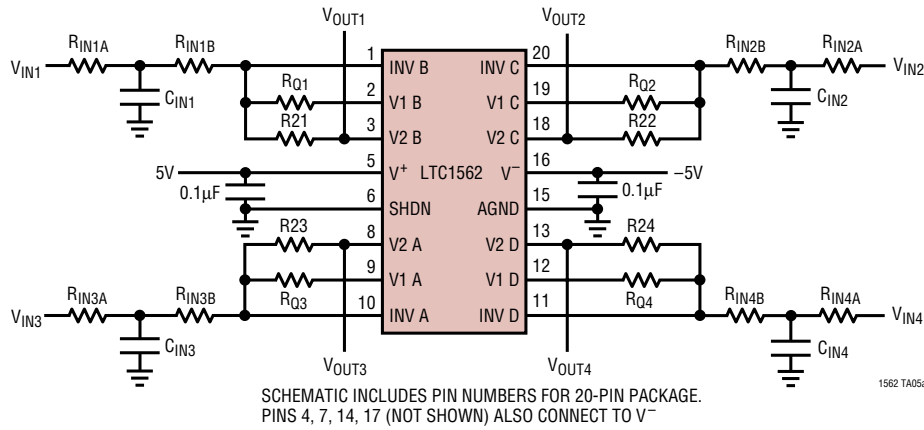 VOUT1 VOUT2
RIN1A RIN1B RIN2B RIN2A
VIN1 1 INV B INV C 20 VIN2
CIN1 RQ1 2 V1 B V1 C 19 RQ2 CIN2
R21 3 V2 B V2 C 18 R22
5V 5 V+ LTC1562 V− 16 −5V
0.1µF 6 SHDN AGND 15 0.1µF
R23 8 V2 A V2 D 13 R24
RIN3A RIN3B 9 V1 A V1 D 12 RIN4B RIN4A
RQ3 RQ4
VIN3 10 INV A INV D 11 VIN4
CIN3 CIN4
VOUT3 VOUT4
1562 TA05a
SCHEMATIC INCLUDES PIN NUMBERS FOR 20-PIN PACKAGE.
PINS 4, 7, 14, 17 (NOT SHOWN) ALSO CONNECT TO V−